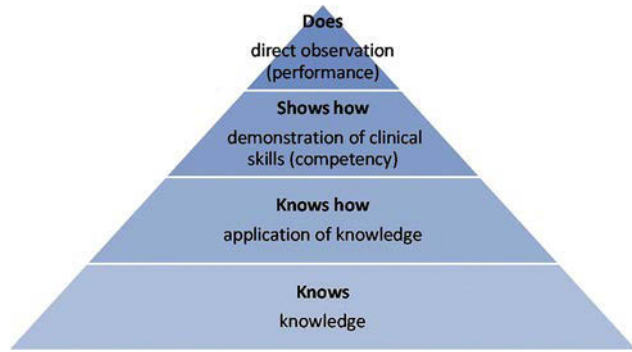 Does
direct observation
(performance)
Shows how
demonstration of clinical
skills (competency)
Knows how
application of knowledge
Knows
knowledge